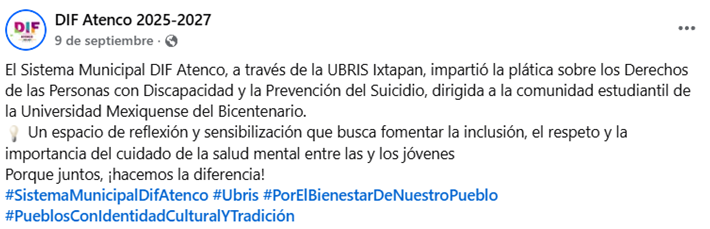 DIF
ATENCO
DIF Atenco 2025-2027
9 de septiembre ·
El Sistema Municipal DIF Atenco, a través de la UBRIS Ixtapan, impartió la plática sobre los Derechos
de las Personas con Discapacidad y la Prevención del Suicidio, dirigida a la comunidad estudiantil de
la Universidad Mexiquense del Bicentenario.
💡 Un espacio de reflexión y sensibilización que busca fomentar la inclusión, el respeto y la
importancia del cuidado de la salud mental entre las y los jóvenes
Porque juntos, ¡hacemos la diferencia!
#SistemaMunicipalDifAtenco #Ubris #PorElBienestarDeNuestroPueblo
#PueblosConIdentidadCulturalYTradición